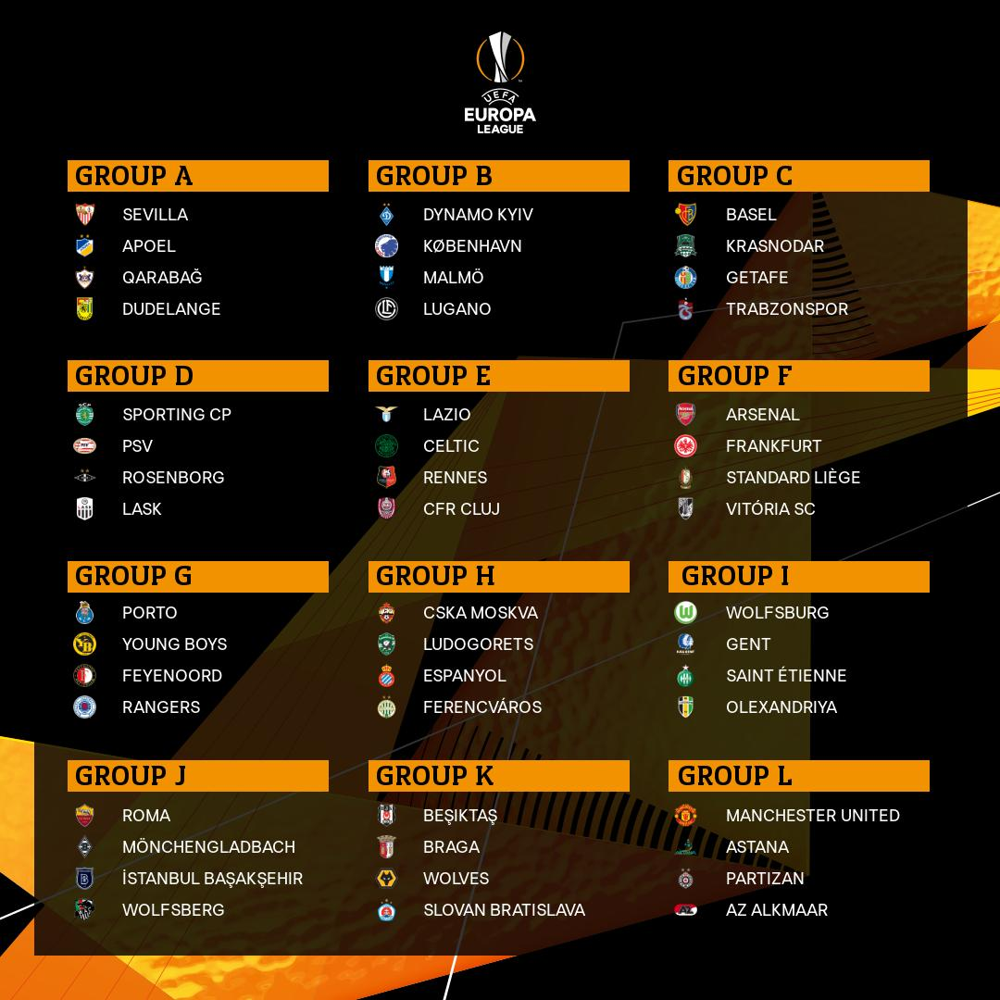 UEFA
EUROPA
LEAGUE
GROUP A
SEVILLA
APOEL
QARABAĞ
DUDELANGE
GROUP B
DYNAMO KYIV
KØBENHAVN
MALMÖ
LUGANO
GROUP C
BASEL
KRASNODAR
GETAFE
TRABZONSPOR
GROUP D
SPORTING CP
PSV
ROSENBORG
LASK
GROUP E
LAZIO
CELTIC
RENNES
CFR CLUJ
GROUP F
ARSENAL
FRANKFURT
STANDARD LIÈGE
VITÓRIA SC
GROUP G
PORTO
YOUNG BOYS
FEYENOORD
RANGERS
GROUP H
CSKA MOSKVA
LUDOGORETS
ESPANYOL
FERENCVÁROS
GROUP I
WOLFSBURG
GENT
SAINT ÉTIENNE
OLEXANDRIYA
GROUP J
ROMA
MÖNCHENGLADBACH
İSTANBUL BAŞAKŞEHIR
WOLFSBERG
GROUP K
BEŞIKTAŞ
BRAGA
WOLVES
SLOVAN BRATISLAVA
GROUP L
MANCHESTER UNITED
ASTANA
PARTIZAN
AZ ALKMAAR